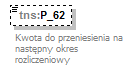 tns:P_62
Kwota do przeniesienia na
następny okres
rozliczeniowy